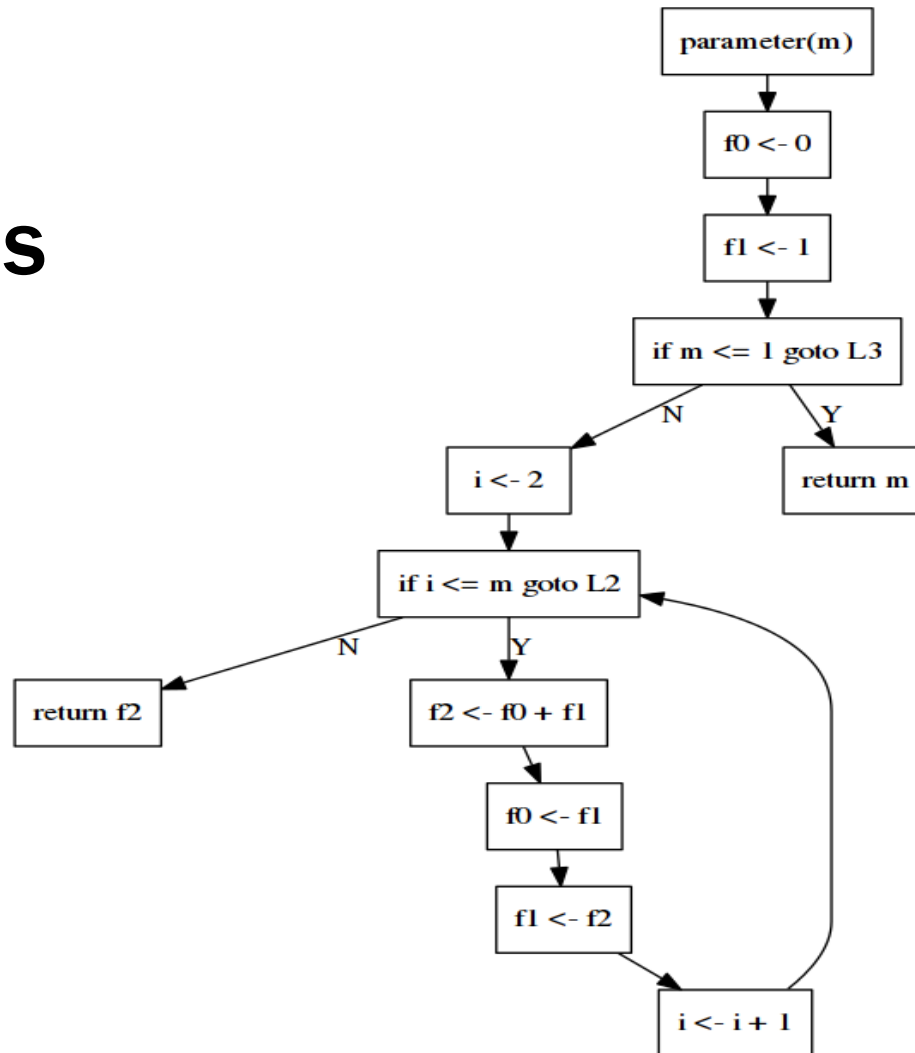 parameter(m)
f0 <- 0
s
f1 <- 1
if m <= 1 goto L3
N
Y
i <- 2
return m
if i <= m goto L2
N
Y
return f2
f2 <- f0 + f1
f0 <- f1
f1 <- f2
i <- i + 1